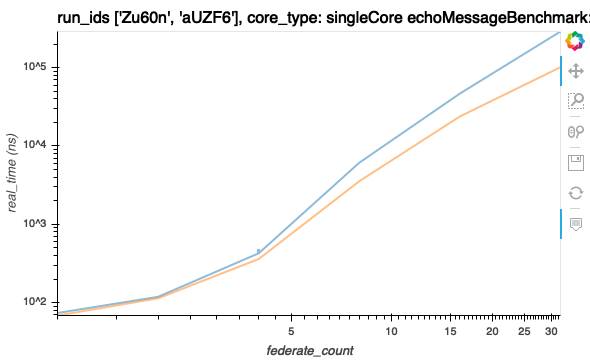 run_ids ['Zu60n', 'aUZF6'], core_type: singleCore echoMessageBenchmark:
10^5
10^4
10^3
10^2
real_time (ns)
5 10 15 20 25 30
federate_count